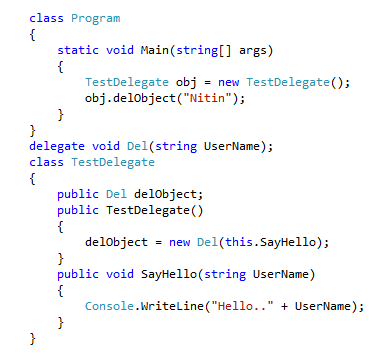 class Program
{
    static void Main(string[] args)
    {
        TestDelegate obj = new TestDelegate();
        obj.delObject("Nitin");
    }
}
delegate void Del(string UserName);
class TestDelegate
{
    public Del delObject;
    public TestDelegate()
    {
        delObject = new Del(this.SayHello);
    }
    public void SayHello(string UserName)
    {
        Console.WriteLine("Hello.." + UserName);
    }
}